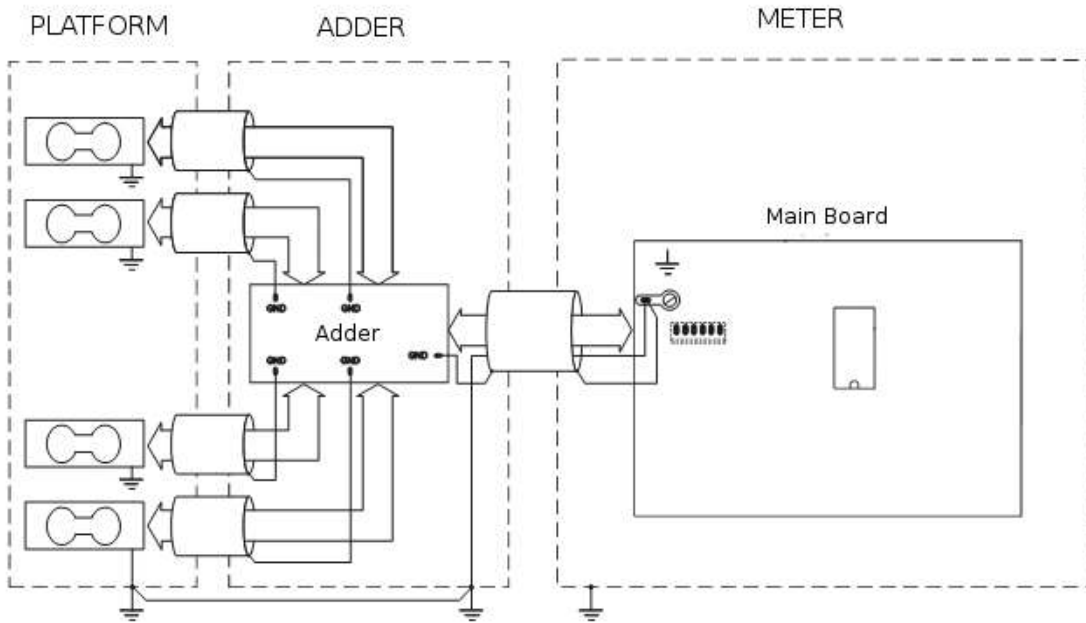 PLATFORM
ADDER
METER
Main Board
GND
GND
Adder
GND
GND
GND